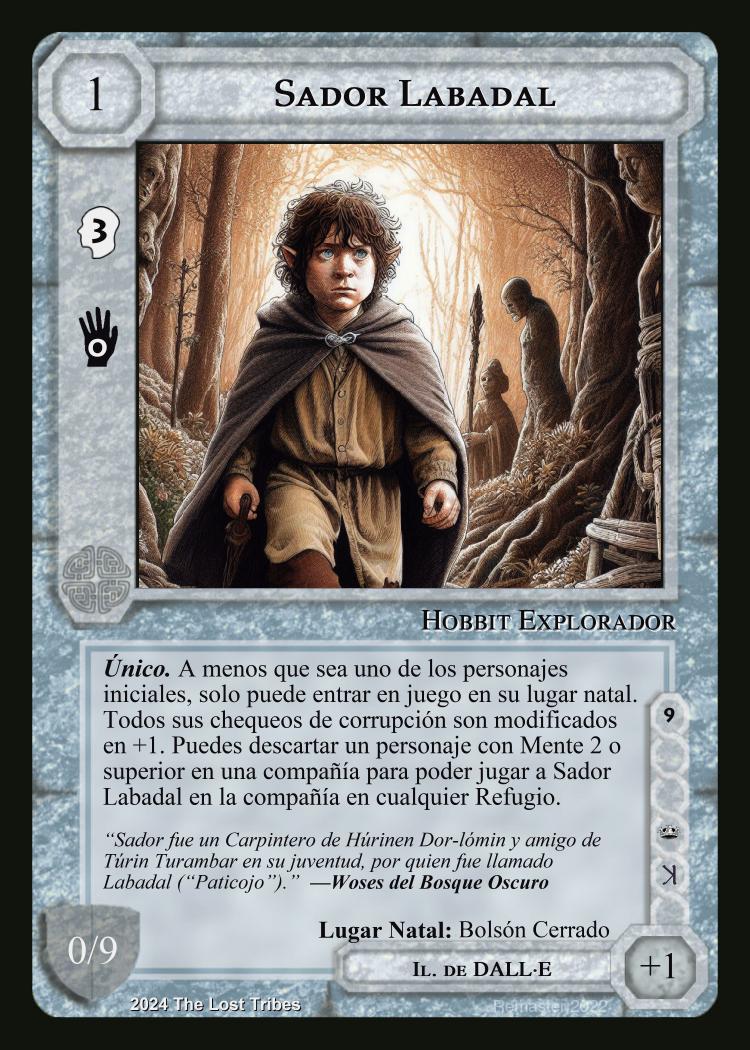 1
SADOR LABADAL
3
HOBBIT EXPLORADOR
Único. A menos que sea uno de los personajes
iniciales, solo puede entrar en juego en su lugar natal.
Todos sus chequeos de corrupción son modificados
en +1. Puedes descartar un personaje con Mente 2 o
superior en una compañía para poder jugar a Sador
Labadal en la compañía en cualquier Refugio.
9
“Sador fue un Carpintero de Húrinen Dor-lómin y amigo de
Túrin Turambar en su juventud, por quien fue llamado
Labadal (“Paticojo”).” —Woses del Bosque Oscuro
0/9
Lugar Natal: Bolsón Cerrado
IL. DE DALL·E
+1
2024 The Lost Tribes
Remaster 2022